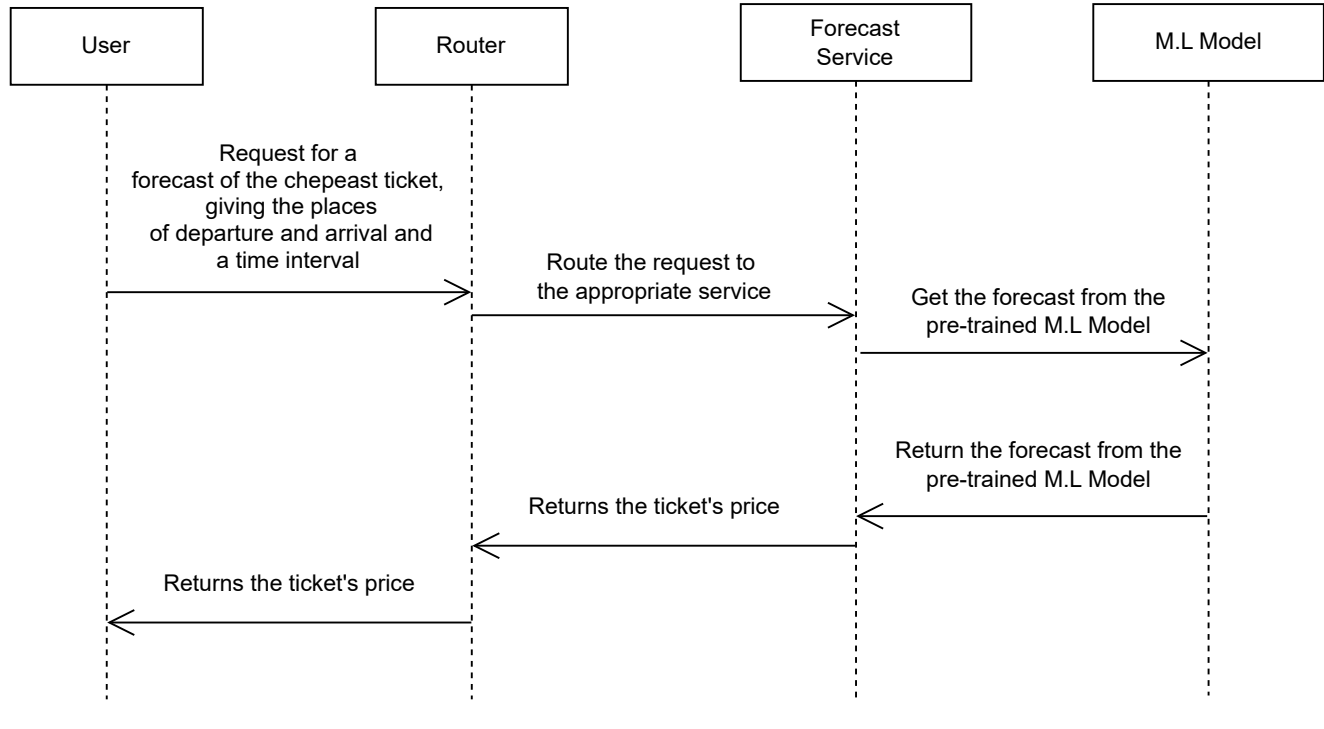 User
Router
Forecast
Service
M.L Model
Request for a
forecast of the chepeast ticket,
giving the places
of departure and arrival and
a time interval
Route the request to
the appropriate service
Get the forecast from the
pre-trained M.L Model
Return the forecast from the
pre-trained M.L Model
Returns the ticket's price
Returns the ticket's price